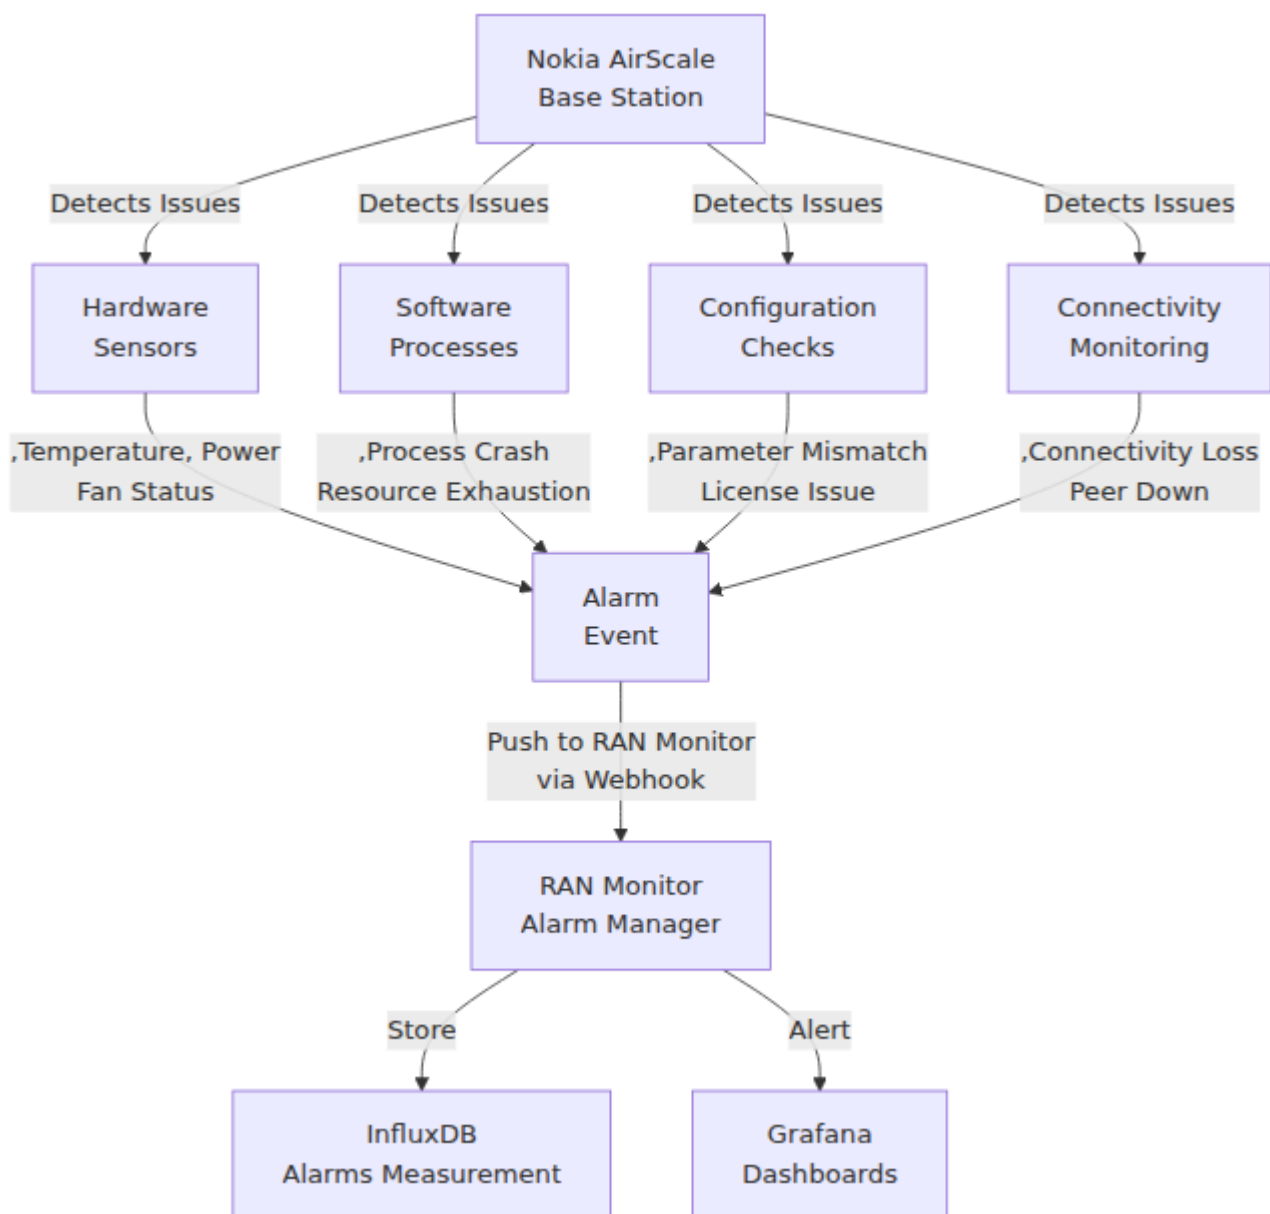 Nokia AirScale
Base Station
Detects Issues
Detects Issues
Detects Issues
Detects Issues
Hardware
Sensors
Software
Processes
Configuration
Checks
Connectivity
Monitoring
,Temperature, Power
Fan Status
,Process Crash
Resource Exhaustion
,Parameter Mismatch
License Issue
,Connectivity Loss
Peer Down
Alarm
Event
Push to RAN Monitor
via Webhook
RAN Monitor
Alarm Manager
Store
Alert
InfluxDB
Alarms Measurement
Grafana
Dashboards